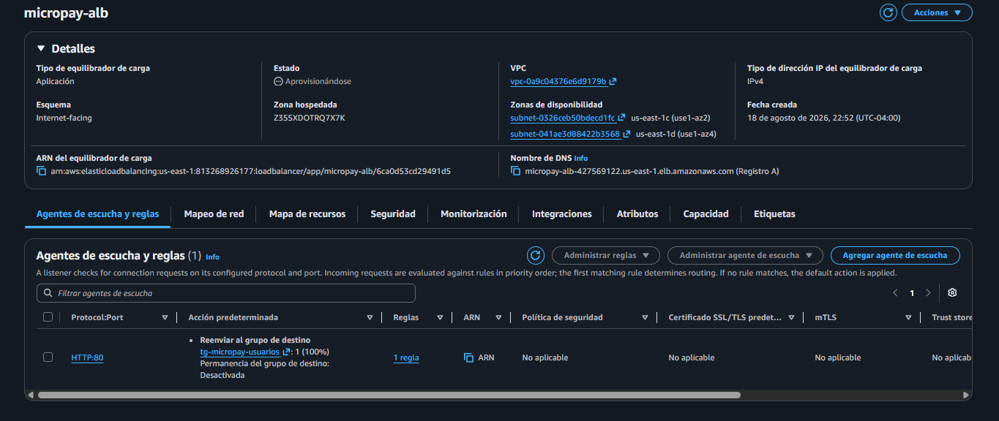 micropay-alb
Acciones
Detalles
Tipo de equilibrador de carga
Aplicación
Estado
Aprovisionándose
VPC
vpc-0a9c04376e6d9179b
Tipo de dirección IP del equilibrador de carga
IPv4
Esquema
Internet-facing
Zona hospedada
Z35SXDOTRQ7X7K
Zonas de disponibilidad
subnet-0326ceb50bdecd1fc us-east-1c (use1-az2)
subnet-041ae3d88422b3568 us-east-1d (use1-az4)
Fecha creada
18 de agosto de 2026, 22:52 (UTC-04:00)
ARN del equilibrador de carga
arn:aws:elasticloadbalancing:us-east-1:813268926177:loadbalancer/app/micropay-alb/6ca0d53cd29491d5
Nombre de DNS Info
micropay-alb-427569122.us-east-1.elb.amazonaws.com (Registro A)
Agentes de escucha y reglas Mapeo de red Mapa de recursos Seguridad Monitorización Integraciones Atributos Capacidad Etiquetas
Agentes de escucha y reglas (1) Info
Administrar reglas Administrar agente de escucha Agregar agente de escucha
A listener checks for connection requests on its configured protocol and port. Incoming requests are evaluated against rules in priority order; the first matching rule determines routing. If no rule matches, the default action is applied.
Filtrar agentes de escucha
1
Protocol:Port Acción predeterminada Reglas ARN Política de seguridad Certificado SSL/TLS predet... mTLS Trust store
HTTP:80
• Reenviar al grupo de destino
tg-micropay-usuarios : 1 (100%)
Permanencia del grupo de destino:
Desactivada
1 regla
ARN
No aplicable
No aplicable
No aplicable
No aplicab